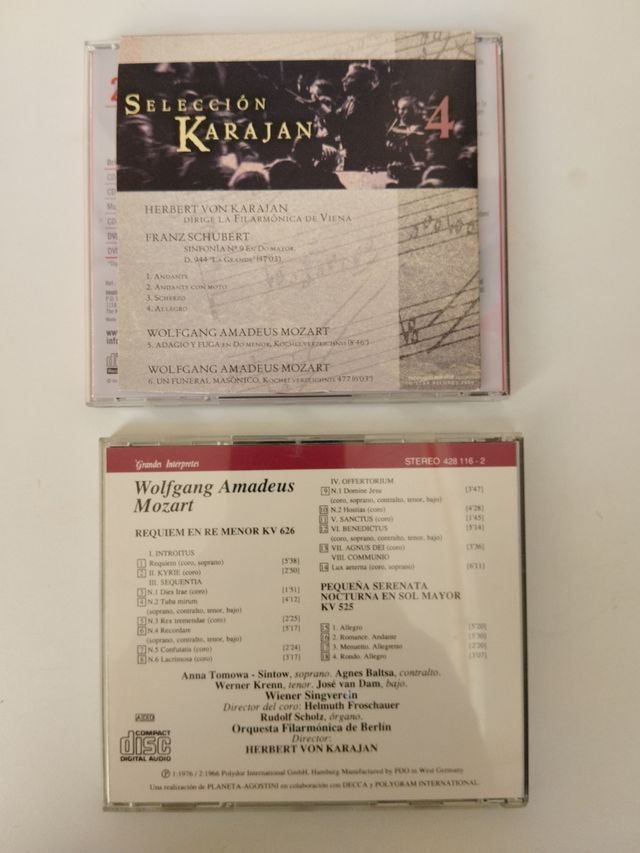 SELECCIÓN
KARAJAN
4
HERBERT VON KARAJAN
DIRIGE LA FILARMÓNICA DE VIENA
FRANZ SCHUBERT
SINFONÍA Nº 9 EN DO MAYOR
D. 944 "LA GRANDE" (47'03)
1. ANDANTE
2. ANDANTE CON MOTO
3. SCHERZO
4. ALLEGRO
WOLFGANG AMADEUS MOZART
5. ADAGIO Y FUGA EN DO MENOR, KÖCHELVERZEICHNIS (8'46")
WOLFGANG AMADEUS MOZART
6. UN FUNERAL MASÓNICO, KÖCHELVERZEICHNIS 477 (6'03")
Grandes Intérpretes
STEREO 428 116 - 2
Wolfgang Amadeus
Mozart
REQUIEM EN RE MENOR KV 626
I. INTROITUS
1 Requiem (coro, soprano) [5'38]
2 II. KYRIE (coro) [2'50]
III. SEQUENTIA
3 N.1 Dies Irae (coro) [1'51]
4 N.2 Tuba mirum [4'12]
(soprano, contralto, tenor, bajo)
5 N.3 Rex tremendae (coro) [2'25]
6 N.4 Recordare [5'17]
(soprano, contralto, tenor, bajo)
7 N.5 Confutatis (coro) [2'24]
8 N.6 Lacrimosa (coro) [3'17]
IV. OFFERTORIUM
9 N.1 Domine Jesu [3'47]
(coro, soprano, contralto, tenor, bajo)
10 N.2 Hostias (coro) [4'28]
11 V. SANCTUS (coro) [1'45]
12 VI. BENEDICTUS [5'14]
(coro, soprano, contralto, tenor, bajo)
13 VII. AGNUS DEI (coro) [3'36]
VIII. COMMUNIO
14 Lux aeterna (coro, soprano) [6'11]
PEQUEÑA SERENATA
NOCTURNA EN SOL MAYOR
KV 525
15 1. Allegro [5'20]
16 2. Romance. Andante [5'30]
17 3. Menuetto. Allegretto [2'20]
18 4. Rondo. Allegro [3'07]
Anna Tomowa - Sintow, soprano. Agnes Baltsa, contralto.
Werner Krenn, tenor. José van Dam, bajo.
Wiener Singverein
Director del coro: Helmuth Froschauer
Rudolf Scholz, órgano.
Orquesta Filarmónica de Berlín
Director:
HERBERT VON KARAJAN
COMPACT
disc
DIGITAL AUDIO
Ⓟ 1:1976 / 2:1966 Polydor International GmbH, Hamburg Manufactured by PDO in West Germany
Una realización de PLANETA-AGOSTINI en colaboración con DECCA y POLYGRAM INTERNATIONAL.